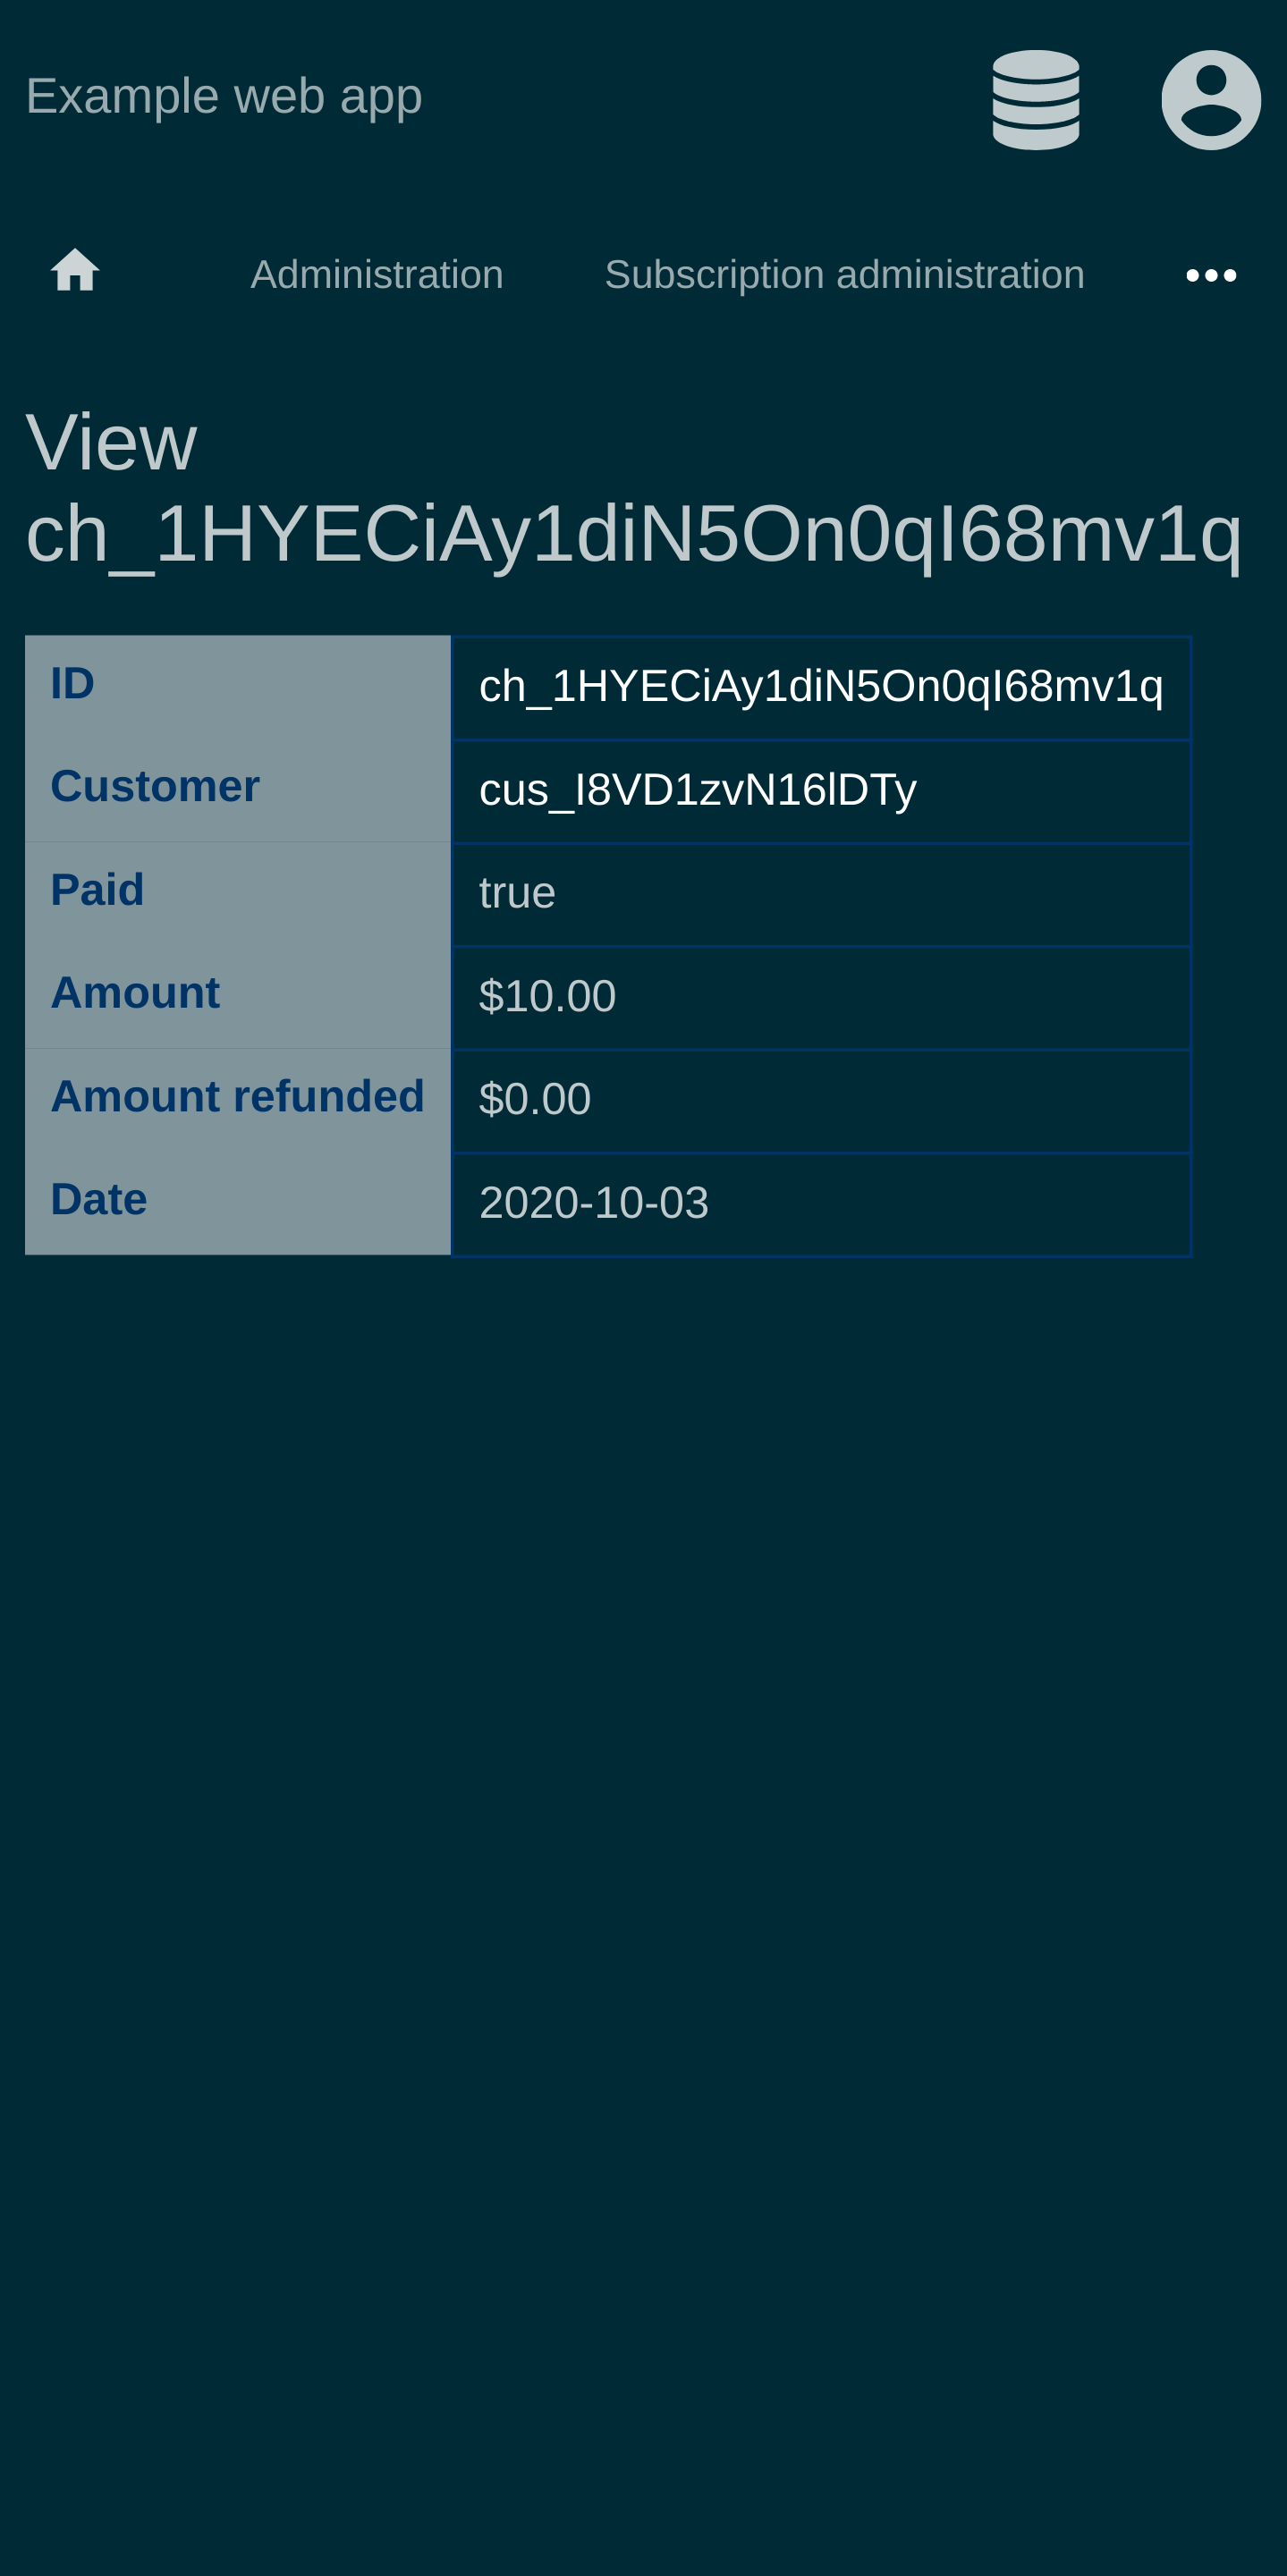 Example web app
Administration Subscription administration
View
ch_1HYECiAy1diN5On0qI68mv1q
ID ch_1HYECiAy1diN5On0qI68mv1q
Customer cus_I8VD1zvN16lDTy
Paid true
Amount $10.00
Amount refunded $0.00
Date 2020-10-03